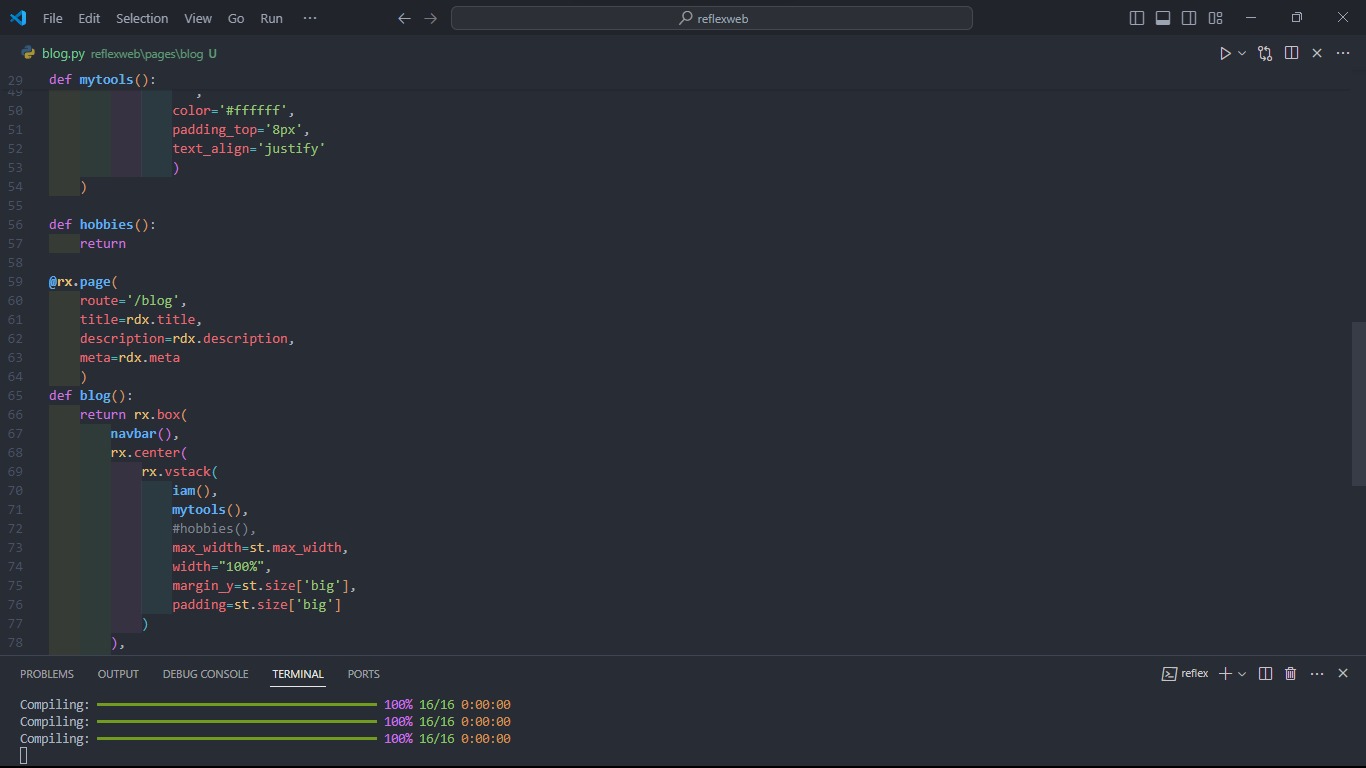 File Edit Selection View Go Run ···
reflexweb
blog.py reflexweb\pages\blog U
29 def mytools():
49 ,
50 color='#ffffff',
51 padding_top='8px',
52 text_align='justify'
53 )
54 )
55
56 def hobbies():
57 return
58
59 @rx.page(
60 route='/blog',
61 title=rdx.title,
62 description=rdx.description,
63 meta=rdx.meta
64 )
65 def blog():
66 return rx.box(
67 navbar(),
68 rx.center(
69 rx.vstack(
70 iam(),
71 mytools(),
72 #hobbies(),
73 max_width=st.max_width,
74 width="100%",
75 margin_y=st.size['big'],
76 padding=st.size['big']
77 )
78 ),
PROBLEMS OUTPUT DEBUG CONSOLE TERMINAL PORTS reflex
Compiling: 100% 16/16 0:00:00
Compiling: 100% 16/16 0:00:00
Compiling: 100% 16/16 0:00:00